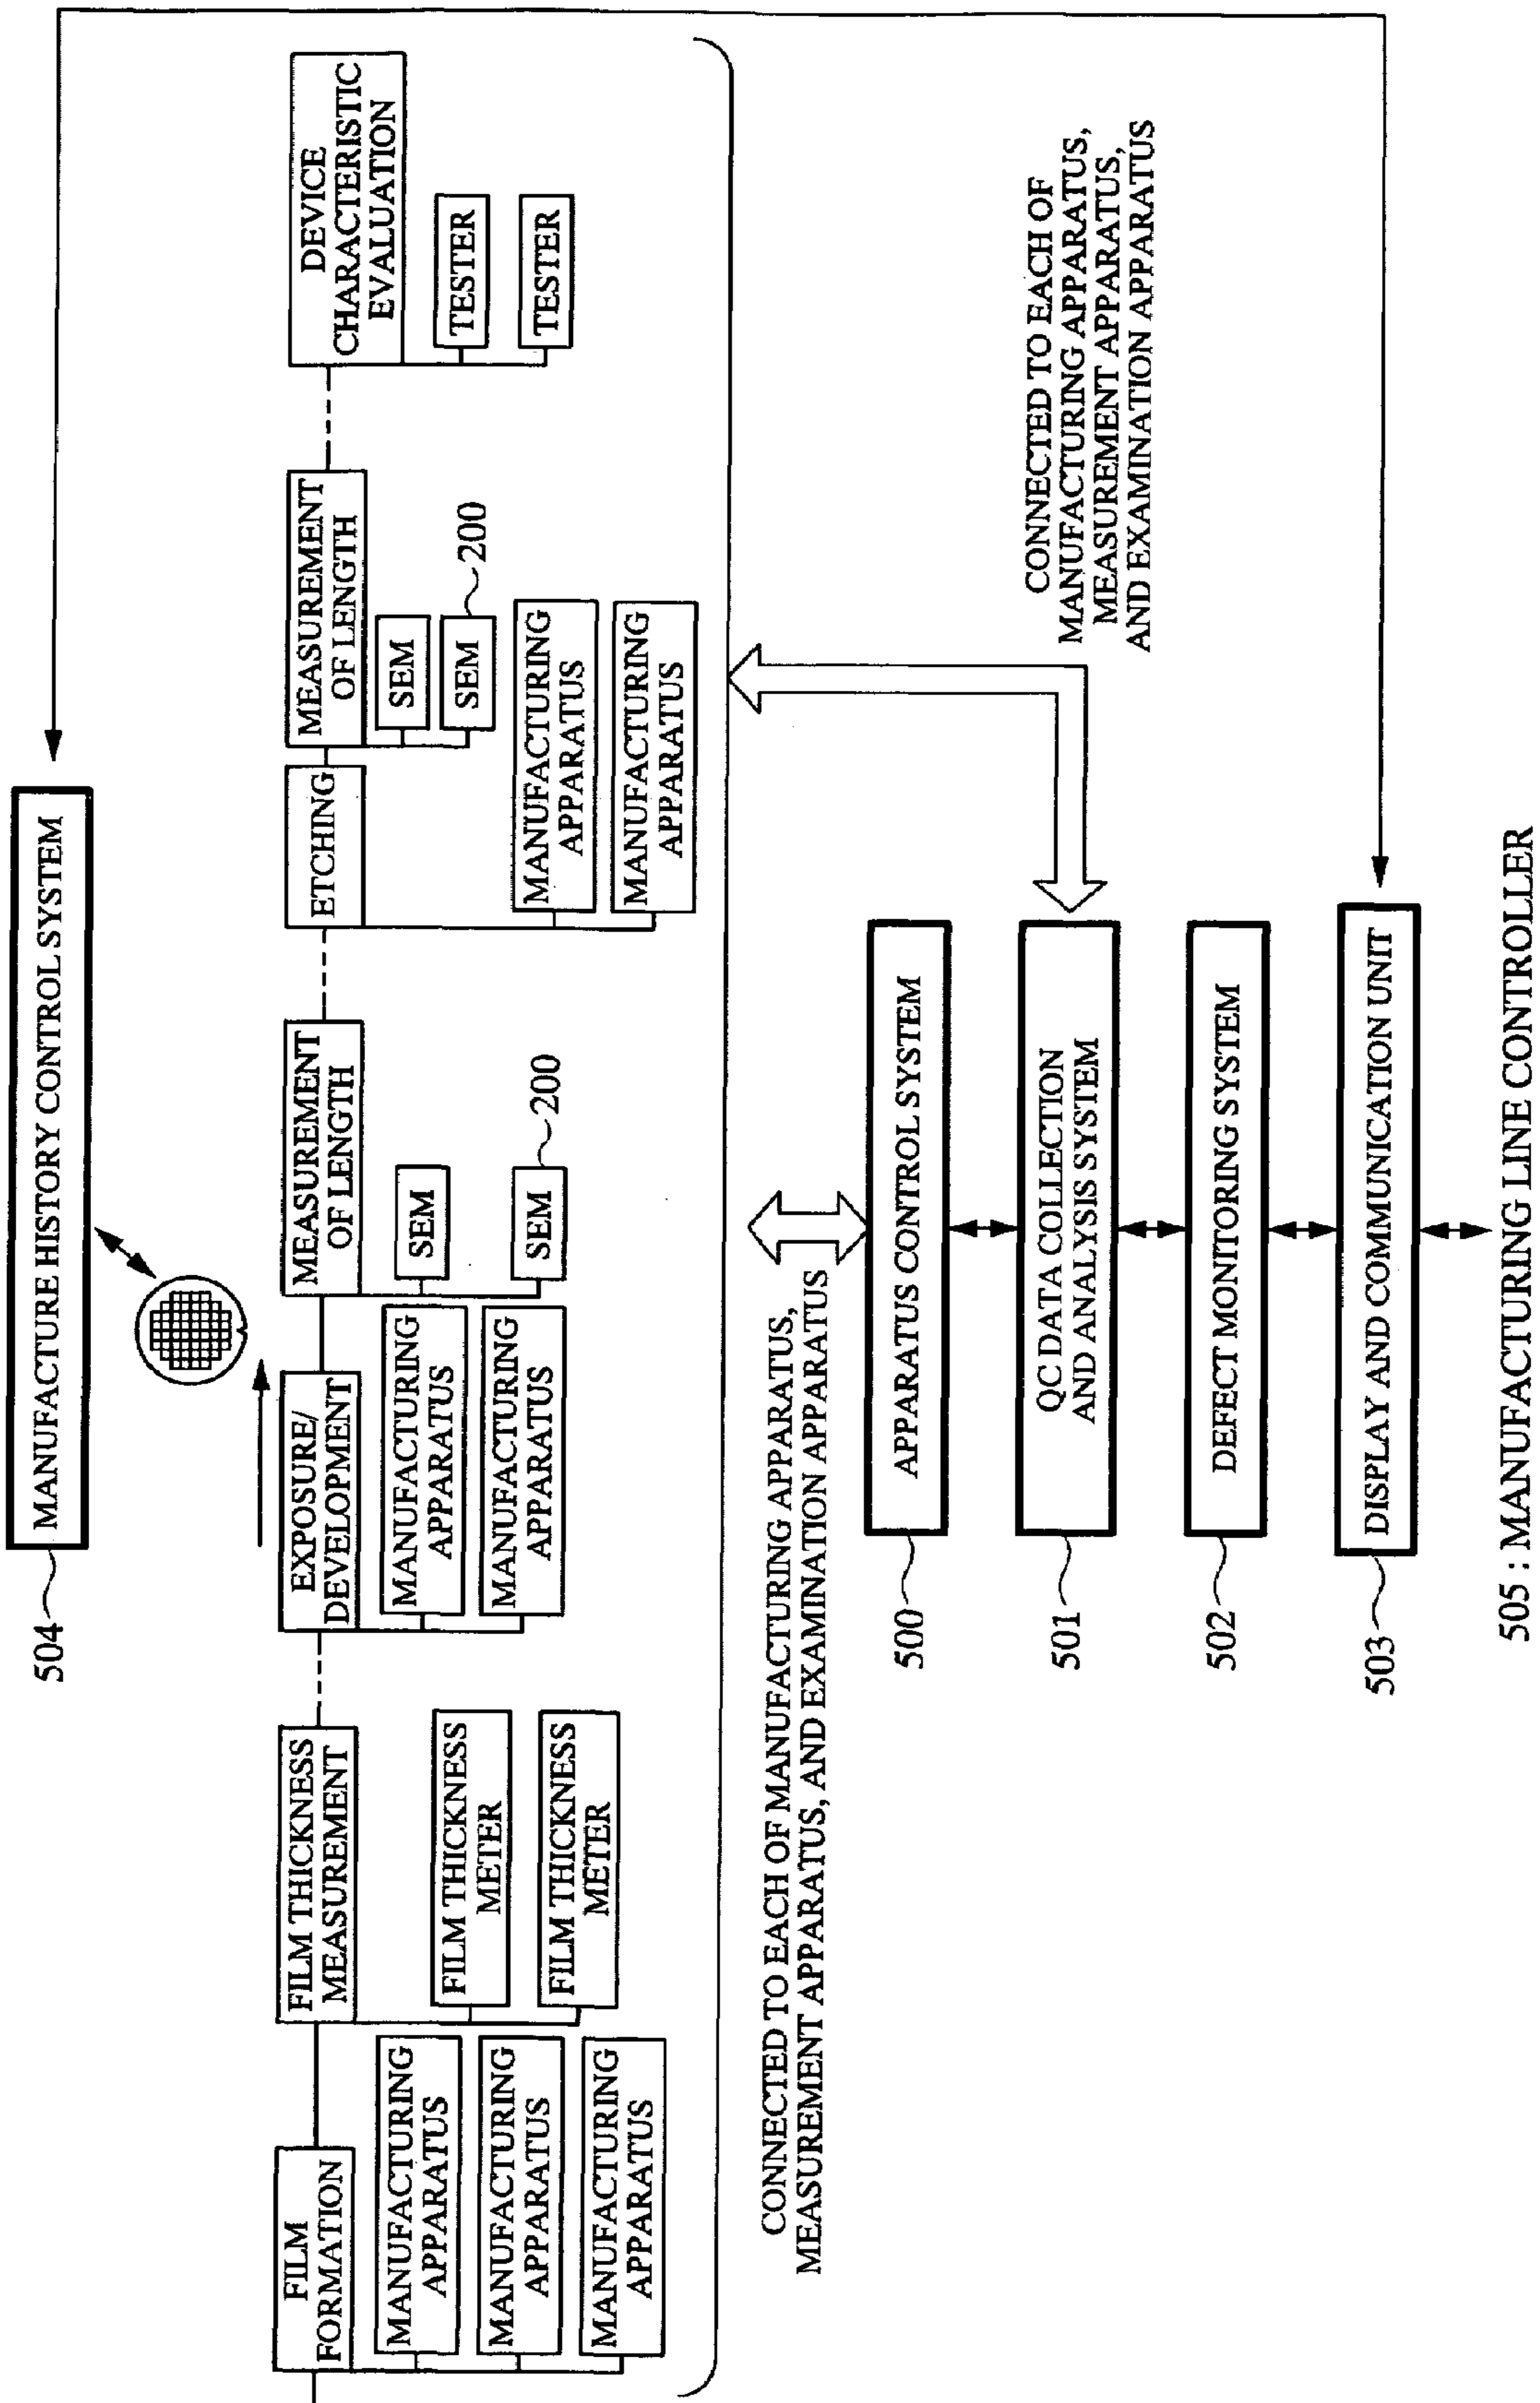 504
MANUFACTURE HISTORY CONTROL SYSTEM
FILM
FORMATION
MANUFACTURING
APPARATUS
MANUFACTURING
APPARATUS
MANUFACTURING
APPARATUS
FILM THICKNESS
MEASUREMENT
FILM THICKNESS
METER
FILM THICKNESS
METER
EXPOSURE/
DEVELOPMENT
MANUFACTURING
APPARATUS
MANUFACTURING
APPARATUS
MEASUREMENT
OF LENGTH
SEM
SEM
200
ETCHING
MANUFACTURING
APPARATUS
MANUFACTURING
APPARATUS
MEASUREMENT
OF LENGTH
SEM
SEM
200
DEVICE
CHARACTERISTIC
EVALUATION
TESTER
TESTER
CONNECTED TO EACH OF MANUFACTURING APPARATUS,
MEASUREMENT APPARATUS, AND EXAMINATION APPARATUS
CONNECTED TO EACH OF
MANUFACTURING APPARATUS,
MEASUREMENT APPARATUS,
AND EXAMINATION APPARATUS
500
APPARATUS CONTROL SYSTEM
501
QC DATA COLLECTION
AND ANALYSIS SYSTEM
502
DEFECT MONITORING SYSTEM
503
DISPLAY AND COMMUNICATION UNIT
505 : MANUFACTURING LINE CONTROLLER